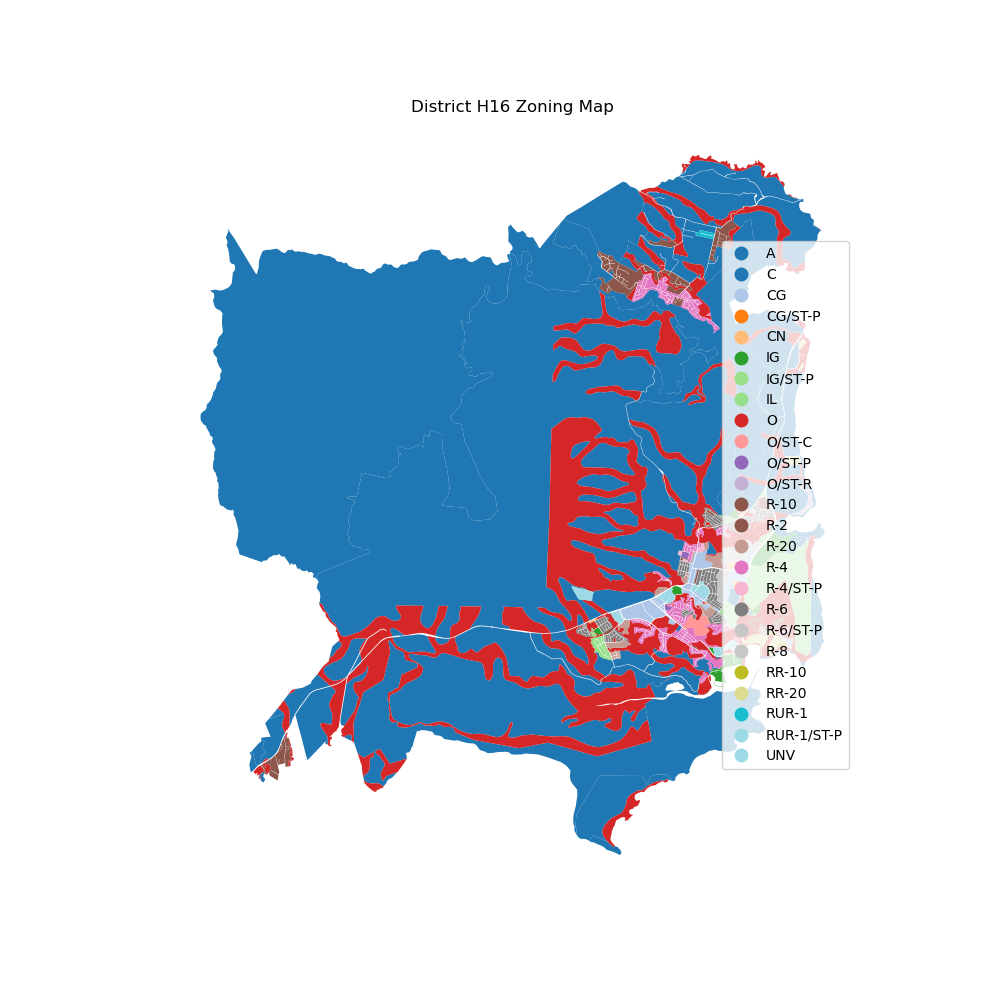 District H16 Zoning Map
A
C
CG
CG/ST-P
CN
IG
IG/ST-P
IL
O
O/ST-C
O/ST-P
O/ST-R
R-10
R-2
R-20
R-4
R-4/ST-P
R-6
R-6/ST-P
R-8
RR-10
RR-20
RUR-1
RUR-1/ST-P
UNV